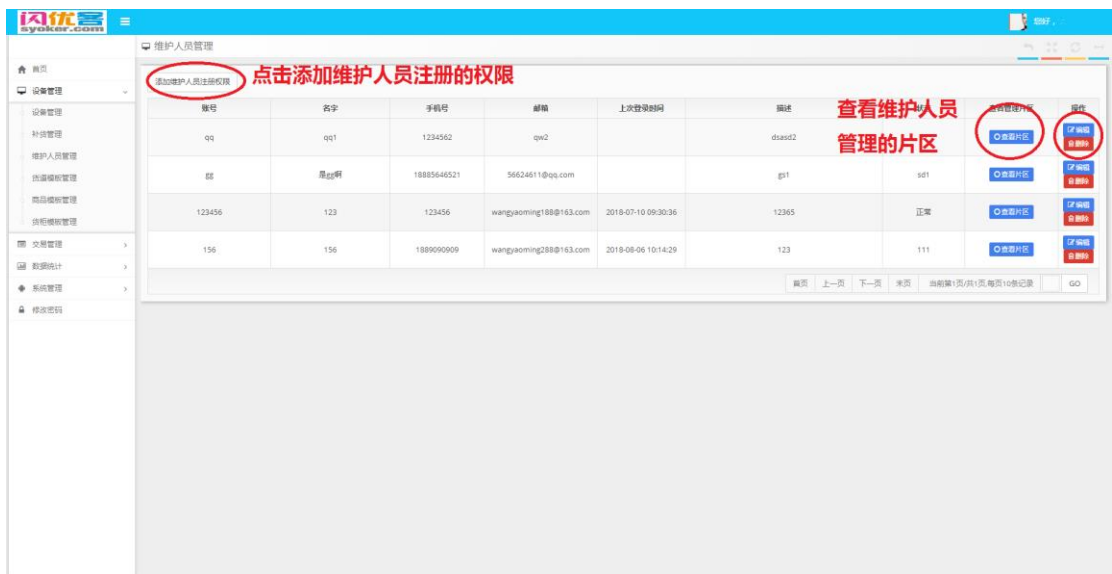 闪优客
syoker.com
您好，
维护人员管理
首页
设备管理
设备管理
补货管理
维护人员管理
货道模板管理
商品模板管理
货柜模板管理
交易管理
数据统计
系统管理
修改密码
添加维护人员注册权限
点击添加维护人员注册的权限
账号 名字 手机号 邮箱 上次登录时间 描述 查看管理片区 操作
查看维护人员
管理的片区
qq qq1 1234562 qw2 dsasd2 查看片区 编辑 删除
gg 是gg啊 18885646521 56624611@qq.com gs1 sd1 查看片区 编辑 删除
123456 123 123456 wangyaoming188@163.com 2018-07-10 09:30:36 12365 正常 查看片区 编辑 删除
156 156 1889090909 wangyaoming288@163.com 2018-08-06 10:14:29 123 111 查看片区 编辑 删除
首页 上一页 下一页 末页 当前第1页/共1页,每页10条记录 GO